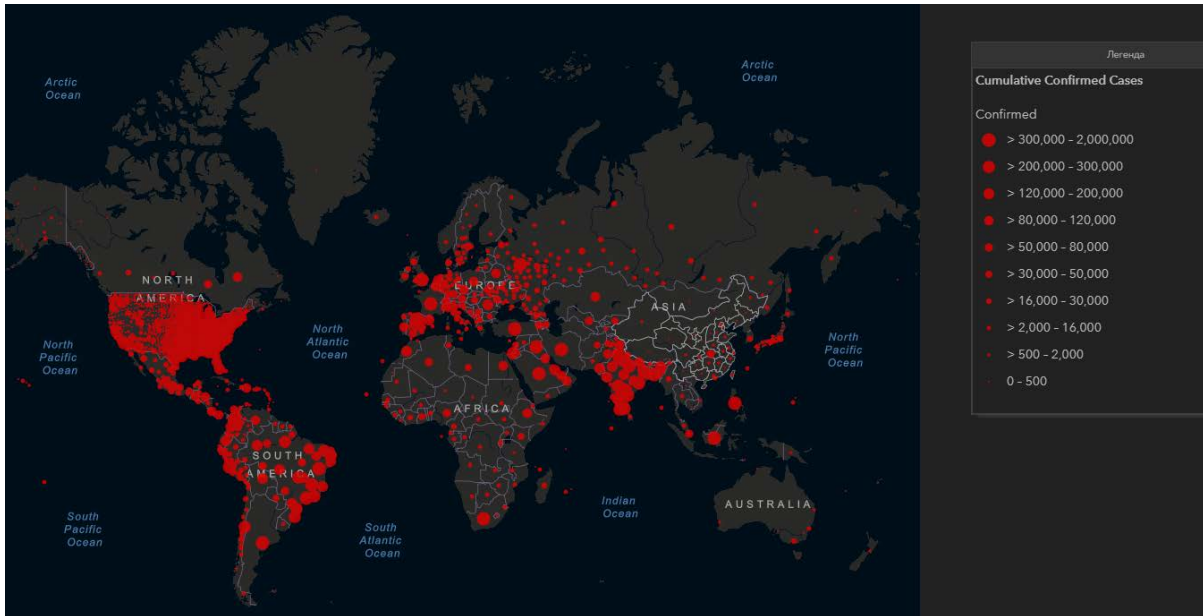 Arctic
Ocean
Arctic
Ocean
NORTH
AMERICA
EUROPE
ASIA
North
Pacific
Ocean
North
Atlantic
Ocean
North
Pacific
Ocean
AFRICA
SOUTH
AMERICA
AUSTRALIA
Indian
Ocean
South
Pacific
Ocean
South
Atlantic
Ocean
Легенда
Cumulative Confirmed Cases
Confirmed
> 300,000 – 2,000,000
> 200,000 – 300,000
> 120,000 – 200,000
> 80,000 – 120,000
> 50,000 – 80,000
> 30,000 – 50,000
> 16,000 – 30,000
> 2,000 – 16,000
> 500 – 2,000
0 – 500